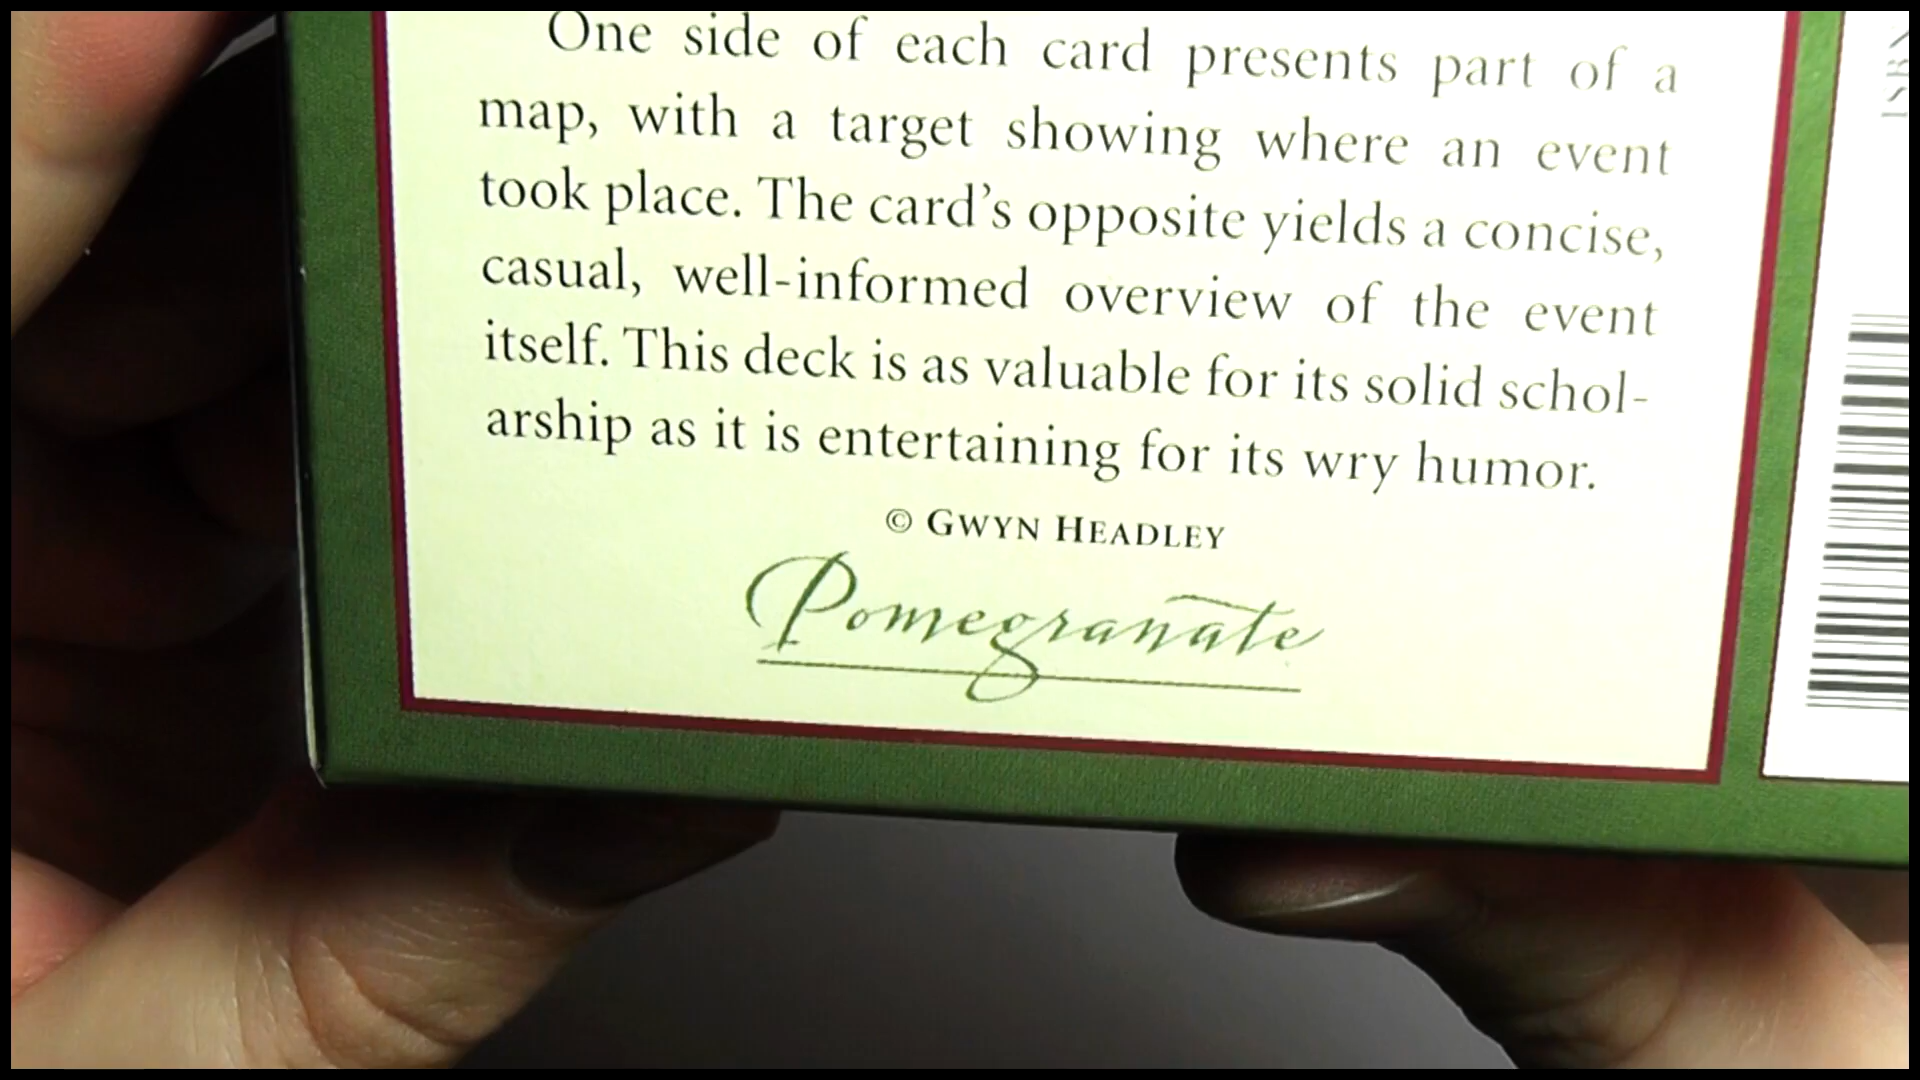 One side of each card presents part of a
map, with a target showing where an event
took place. The card’s opposite yields a concise,
casual, well-informed overview of the event
itself. This deck is as valuable for its solid schol-
arship as it is entertaining for its wry humor.
© GWYN HEADLEY
Pomegranate